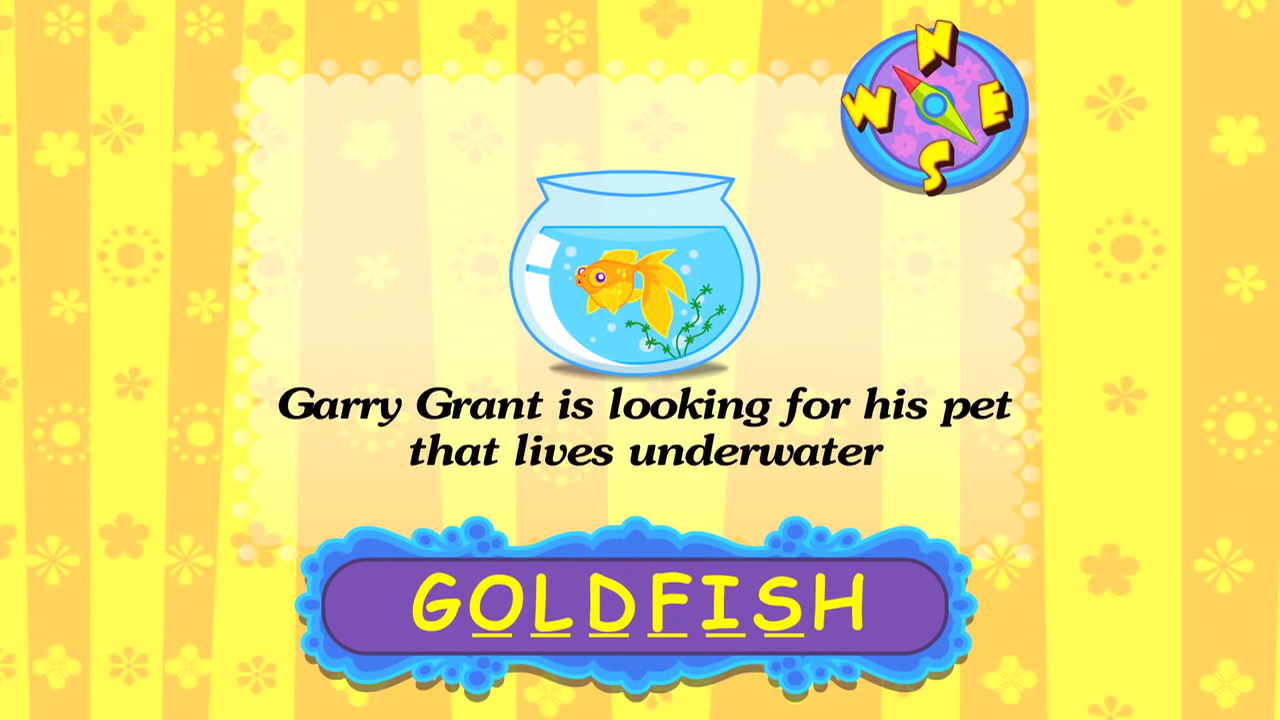 N
W E
S
Garry Grant is looking for his pet
that lives underwater
GOLDFISH